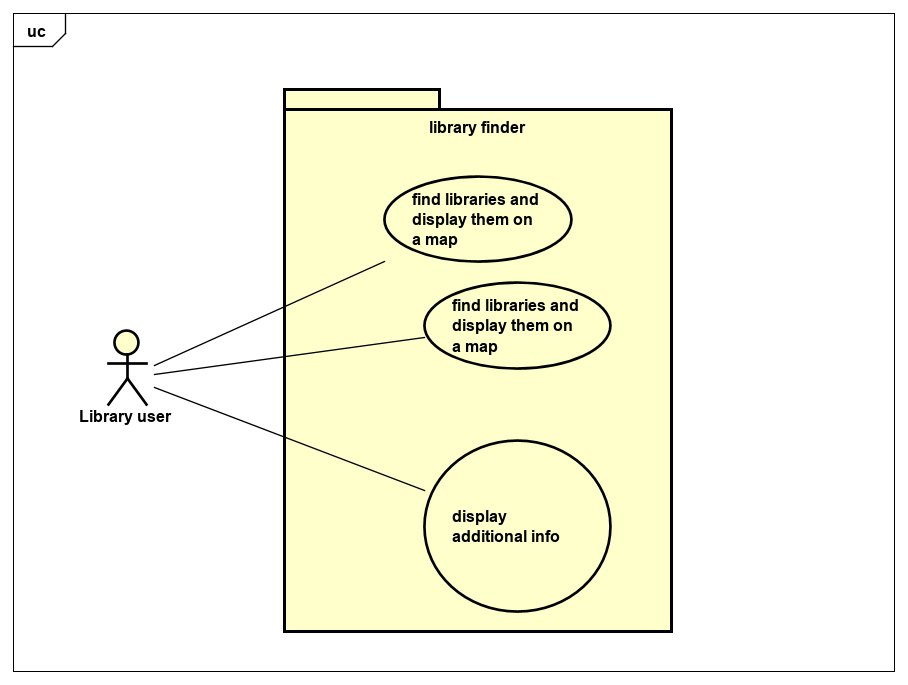 uc
library finder
find libraries and
display them on
a map
find libraries and
display them on
a map
Library user
display
additional info